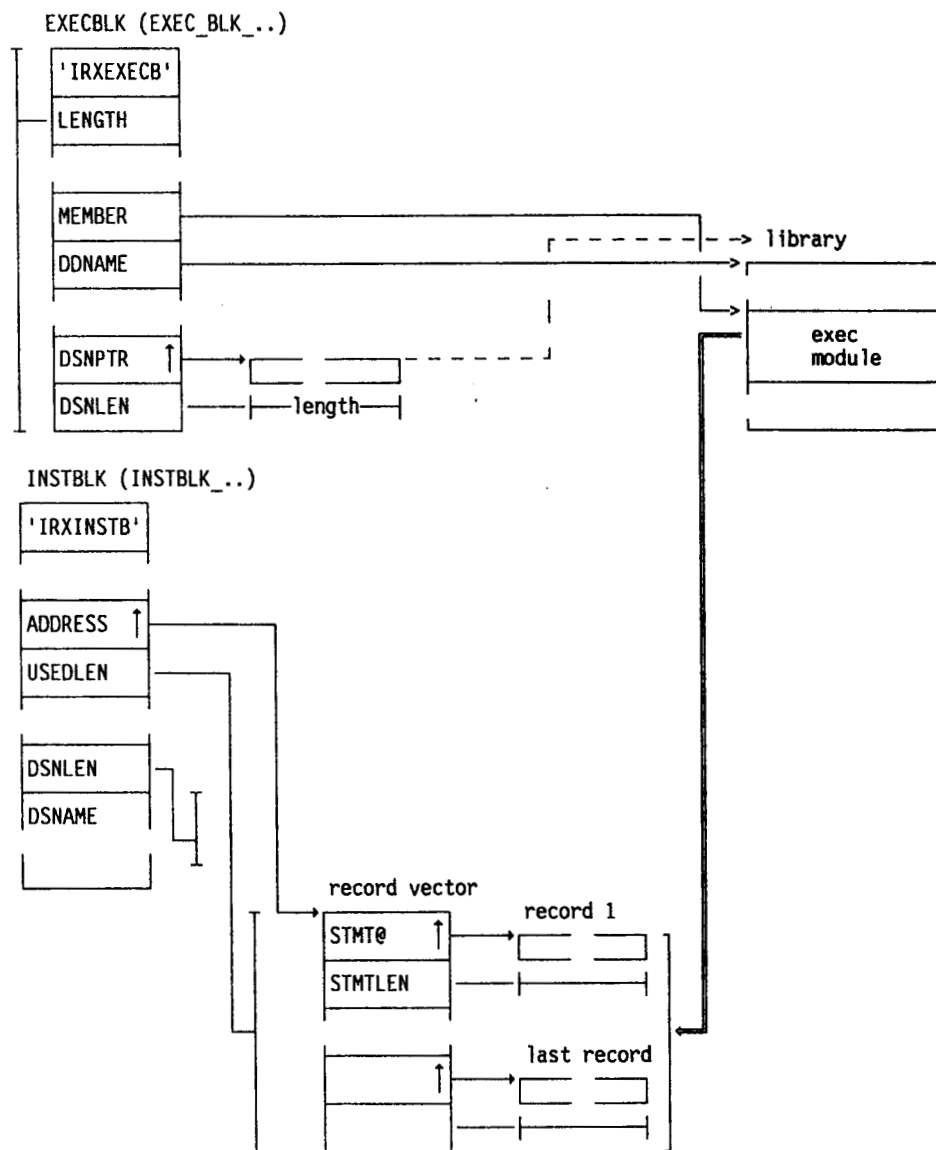 EXECBLK (EXEC_BLK_..)
'IRXEXECB'
LENGTH
MEMBER
DDNAME
library
exec
module
DSNPTR
DSNLEN
length
INSTBLK (INSTBLK_..)
'IRXINSTB'
ADDRESS
USEDLEN
DSNLEN
DSNAME
record vector
record 1
STMT@
STMTLEN
last record